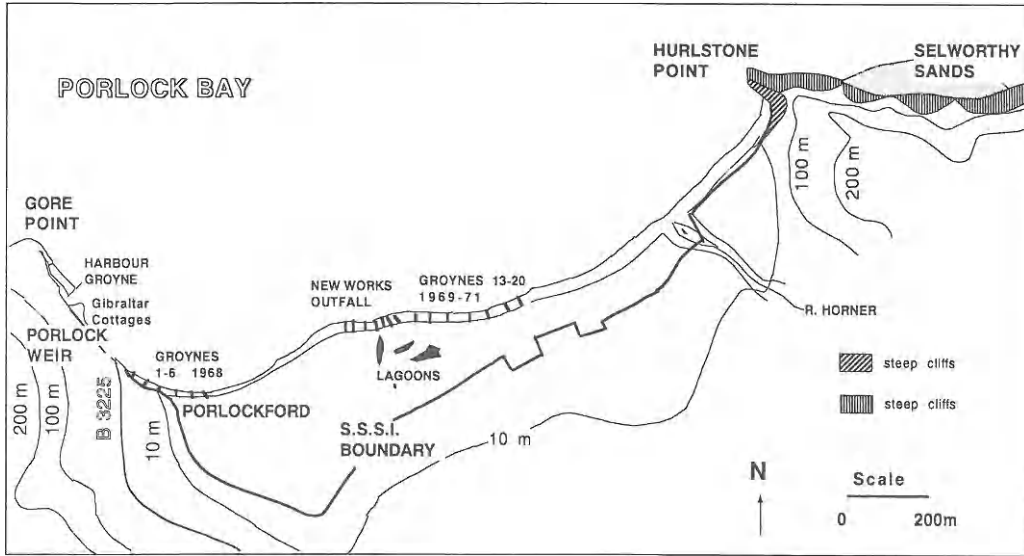 PORLOCK BAY
HURLSTONE
POINT
SELWORTHY
SANDS
100 m
200 m
GORE
POINT
HARBOUR
GROYNE
Gibraltar
Cottages
PORLOCK
WEIR
NEW WORKS
OUTFALL
GROYNES 13-20
1969-71
R. HORNER
GROYNES
1-6 1968
LAGOONS
PORLOCKFORD
200 m
100 m
B 3225
10 m
S.S.S.I.
BOUNDARY
10 m
steep cliffs
steep cliffs
N
Scale
0 200m